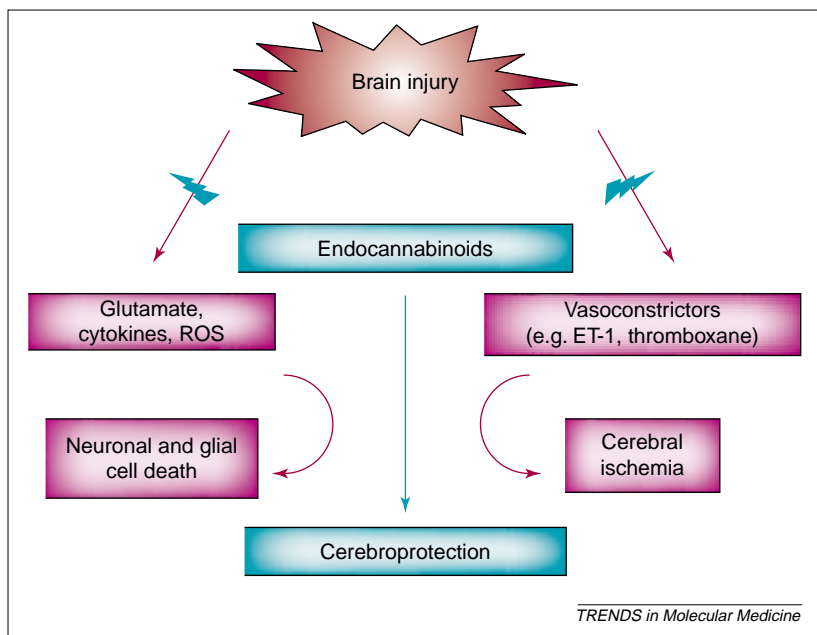 Brain injury
Endocannabinoids
Glutamate,
cytokines, ROS
Vasoconstrictors
(e.g. ET-1, thromboxane)
Neuronal and glial
cell death
Cerebral
ischemia
Cerebroprotection
TRENDS in Molecular Medicine